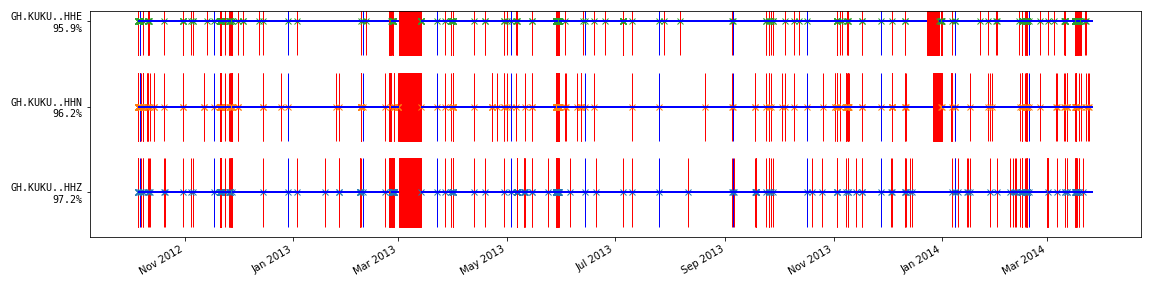 GH.KUKU..HHE
95.9%
GH.KUKU..HHN
96.2%
GH.KUKU..HHZ
97.2%
Nov 2012
Jan 2013
Mar 2013
May 2013
Jul 2013
Sep 2013
Nov 2013
Jan 2014
Mar 2014